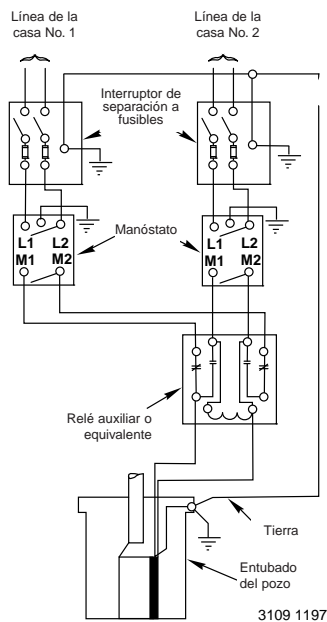 Línea de la
casa No. 1
Línea de la
casa No. 2
Interruptor de
separación a
fusibles
L1 L2
M1 M2
Manóstato
L1 L2
M1 M2
Relé auxiliar o
equivalente
Tierra
Entubado
del pozo
3109 1197